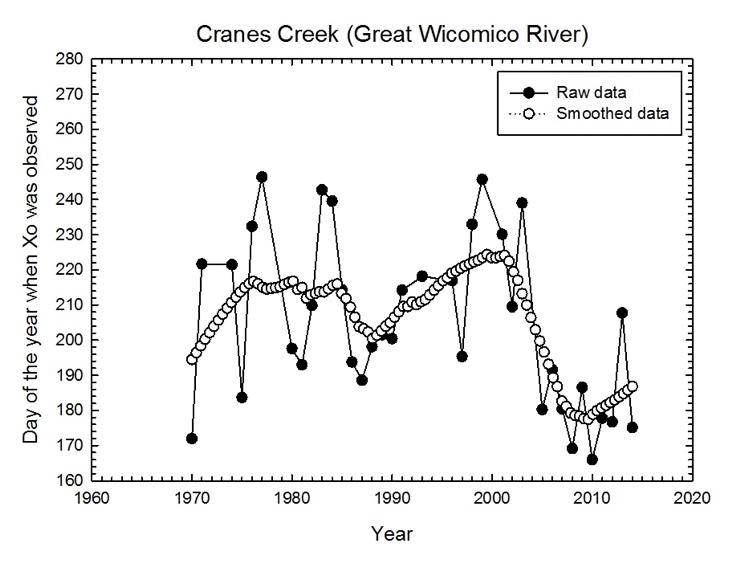 Cranes Creek (Great Wicomico River)
280
270
260
250
240
230
220
210
200
190
180
170
160
Day of the year when Xo was observed
Raw data
Smoothed data
1960 1970 1980 1990 2000 2010 2020
Year